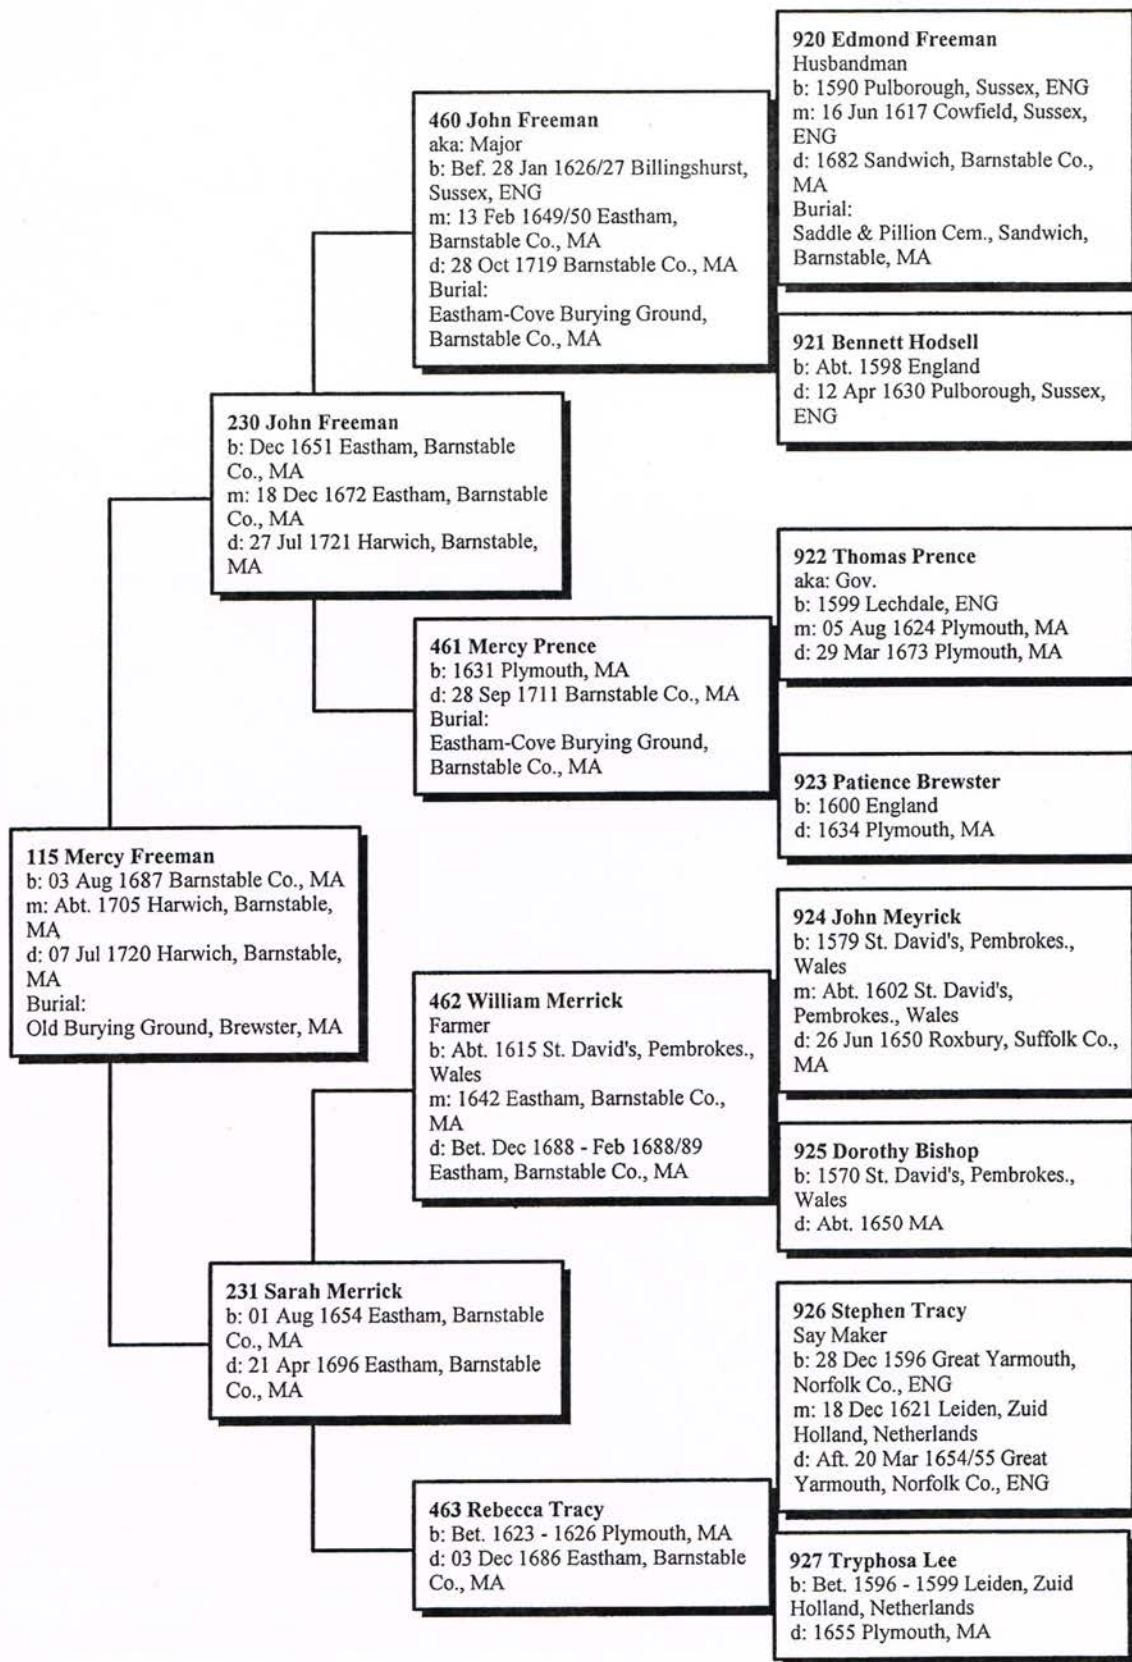 920 Edmond Freeman
Husbandman
b: 1590 Pulborough, Sussex, ENG
m: 16 Jun 1617 Cowfield, Sussex,
ENG
d: 1682 Sandwich, Barnstable Co.,
MA
Burial:
Saddle & Pillion Cem., Sandwich,
Barnstable, MA
460 John Freeman
aka: Major
b: Bef. 28 Jan 1626/27 Billingshurst,
Sussex, ENG
m: 13 Feb 1649/50 Eastham,
Barnstable Co., MA
d: 28 Oct 1719 Barnstable Co., MA
Burial:
Eastham-Cove Burying Ground,
Barnstable Co., MA
921 Bennett Hodsell
b: Abt. 1598 England
d: 12 Apr 1630 Pulborough, Sussex,
ENG
230 John Freeman
b: Dec 1651 Eastham, Barnstable
Co., MA
m: 18 Dec 1672 Eastham, Barnstable
Co., MA
d: 27 Jul 1721 Harwich, Barnstable,
MA
922 Thomas Prence
aka: Gov.
b: 1599 Lechdale, ENG
m: 05 Aug 1624 Plymouth, MA
d: 29 Mar 1673 Plymouth, MA
461 Mercy Prence
b: 1631 Plymouth, MA
d: 28 Sep 1711 Barnstable Co., MA
Burial:
Eastham-Cove Burying Ground,
Barnstable Co., MA
923 Patience Brewster
b: 1600 England
d: 1634 Plymouth, MA
115 Mercy Freeman
b: 03 Aug 1687 Barnstable Co., MA
m: Abt. 1705 Harwich, Barnstable,
MA
d: 07 Jul 1720 Harwich, Barnstable,
MA
Burial:
Old Burying Ground, Brewster, MA
924 John Meyrick
b: 1579 St. David's, Pembrokes.,
Wales
m: Abt. 1602 St. David's,
Pembrokes., Wales
d: 26 Jun 1650 Roxbury, Suffolk Co.,
MA
462 William Merrick
Farmer
b: Abt. 1615 St. David's, Pembrokes.,
Wales
m: 1642 Eastham, Barnstable Co.,
MA
d: Bet. Dec 1688 - Feb 1688/89
Eastham, Barnstable Co., MA
925 Dorothy Bishop
b: 1570 St. David's, Pembrokes.,
Wales
d: Abt. 1650 MA
231 Sarah Merrick
b: 01 Aug 1654 Eastham, Barnstable
Co., MA
d: 21 Apr 1696 Eastham, Barnstable
Co., MA
926 Stephen Tracy
Say Maker
b: 28 Dec 1596 Great Yarmouth,
Norfolk Co., ENG
m: 18 Dec 1621 Leiden, Zuid
Holland, Netherlands
d: Aft. 20 Mar 1654/55 Great
Yarmouth, Norfolk Co., ENG
463 Rebecca Tracy
b: Bet. 1623 - 1626 Plymouth, MA
d: 03 Dec 1686 Eastham, Barnstable
Co., MA
927 Tryphosa Lee
b: Bet. 1596 - 1599 Leiden, Zuid
Holland, Netherlands
d: 1655 Plymouth, MA